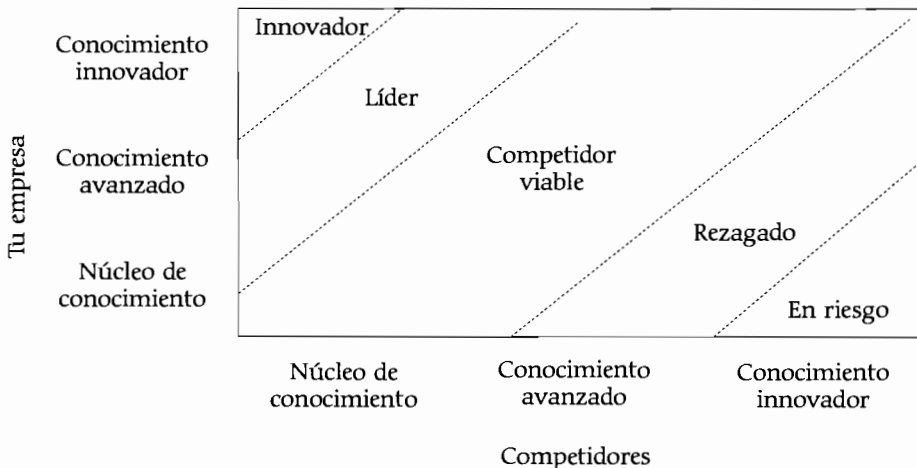 Innovador
Conocimiento
innovador
Líder
Conocimiento
avanzado
Competidor
viable
Tu empresa
Rezagado
Núcleo de
conocimiento
En riesgo
Núcleo de
conocimiento
Conocimiento
avanzado
Conocimiento
innovador
Competidores